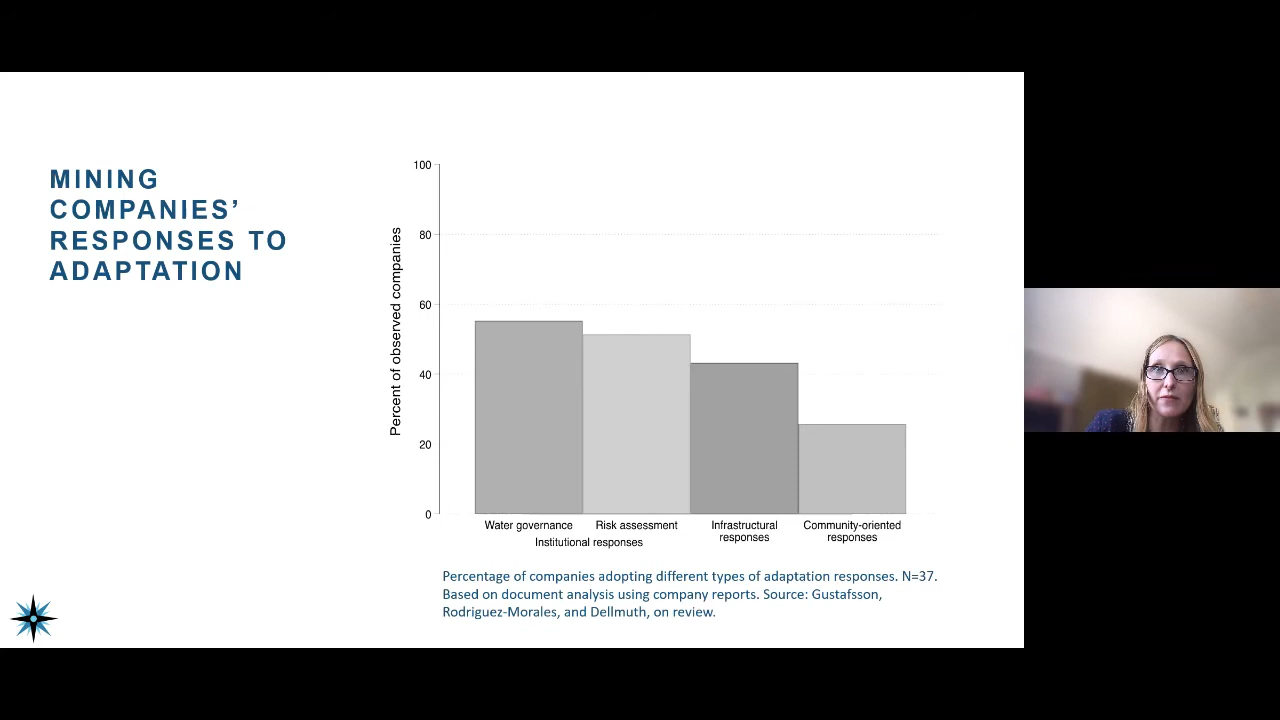 MINING
COMPANIES’
RESPONSES TO
ADAPTATION
Percent of observed companies
100
80
60
40
20
0
Water governance
Risk assessment
Institutional responses
Infrastructural
responses
Community-oriented
responses
Percentage of companies adopting different types of adaptation responses. N=37.
Based on document analysis using company reports. Source: Gustafsson,
Rodriguez-Morales, and Dellmuth, on review.